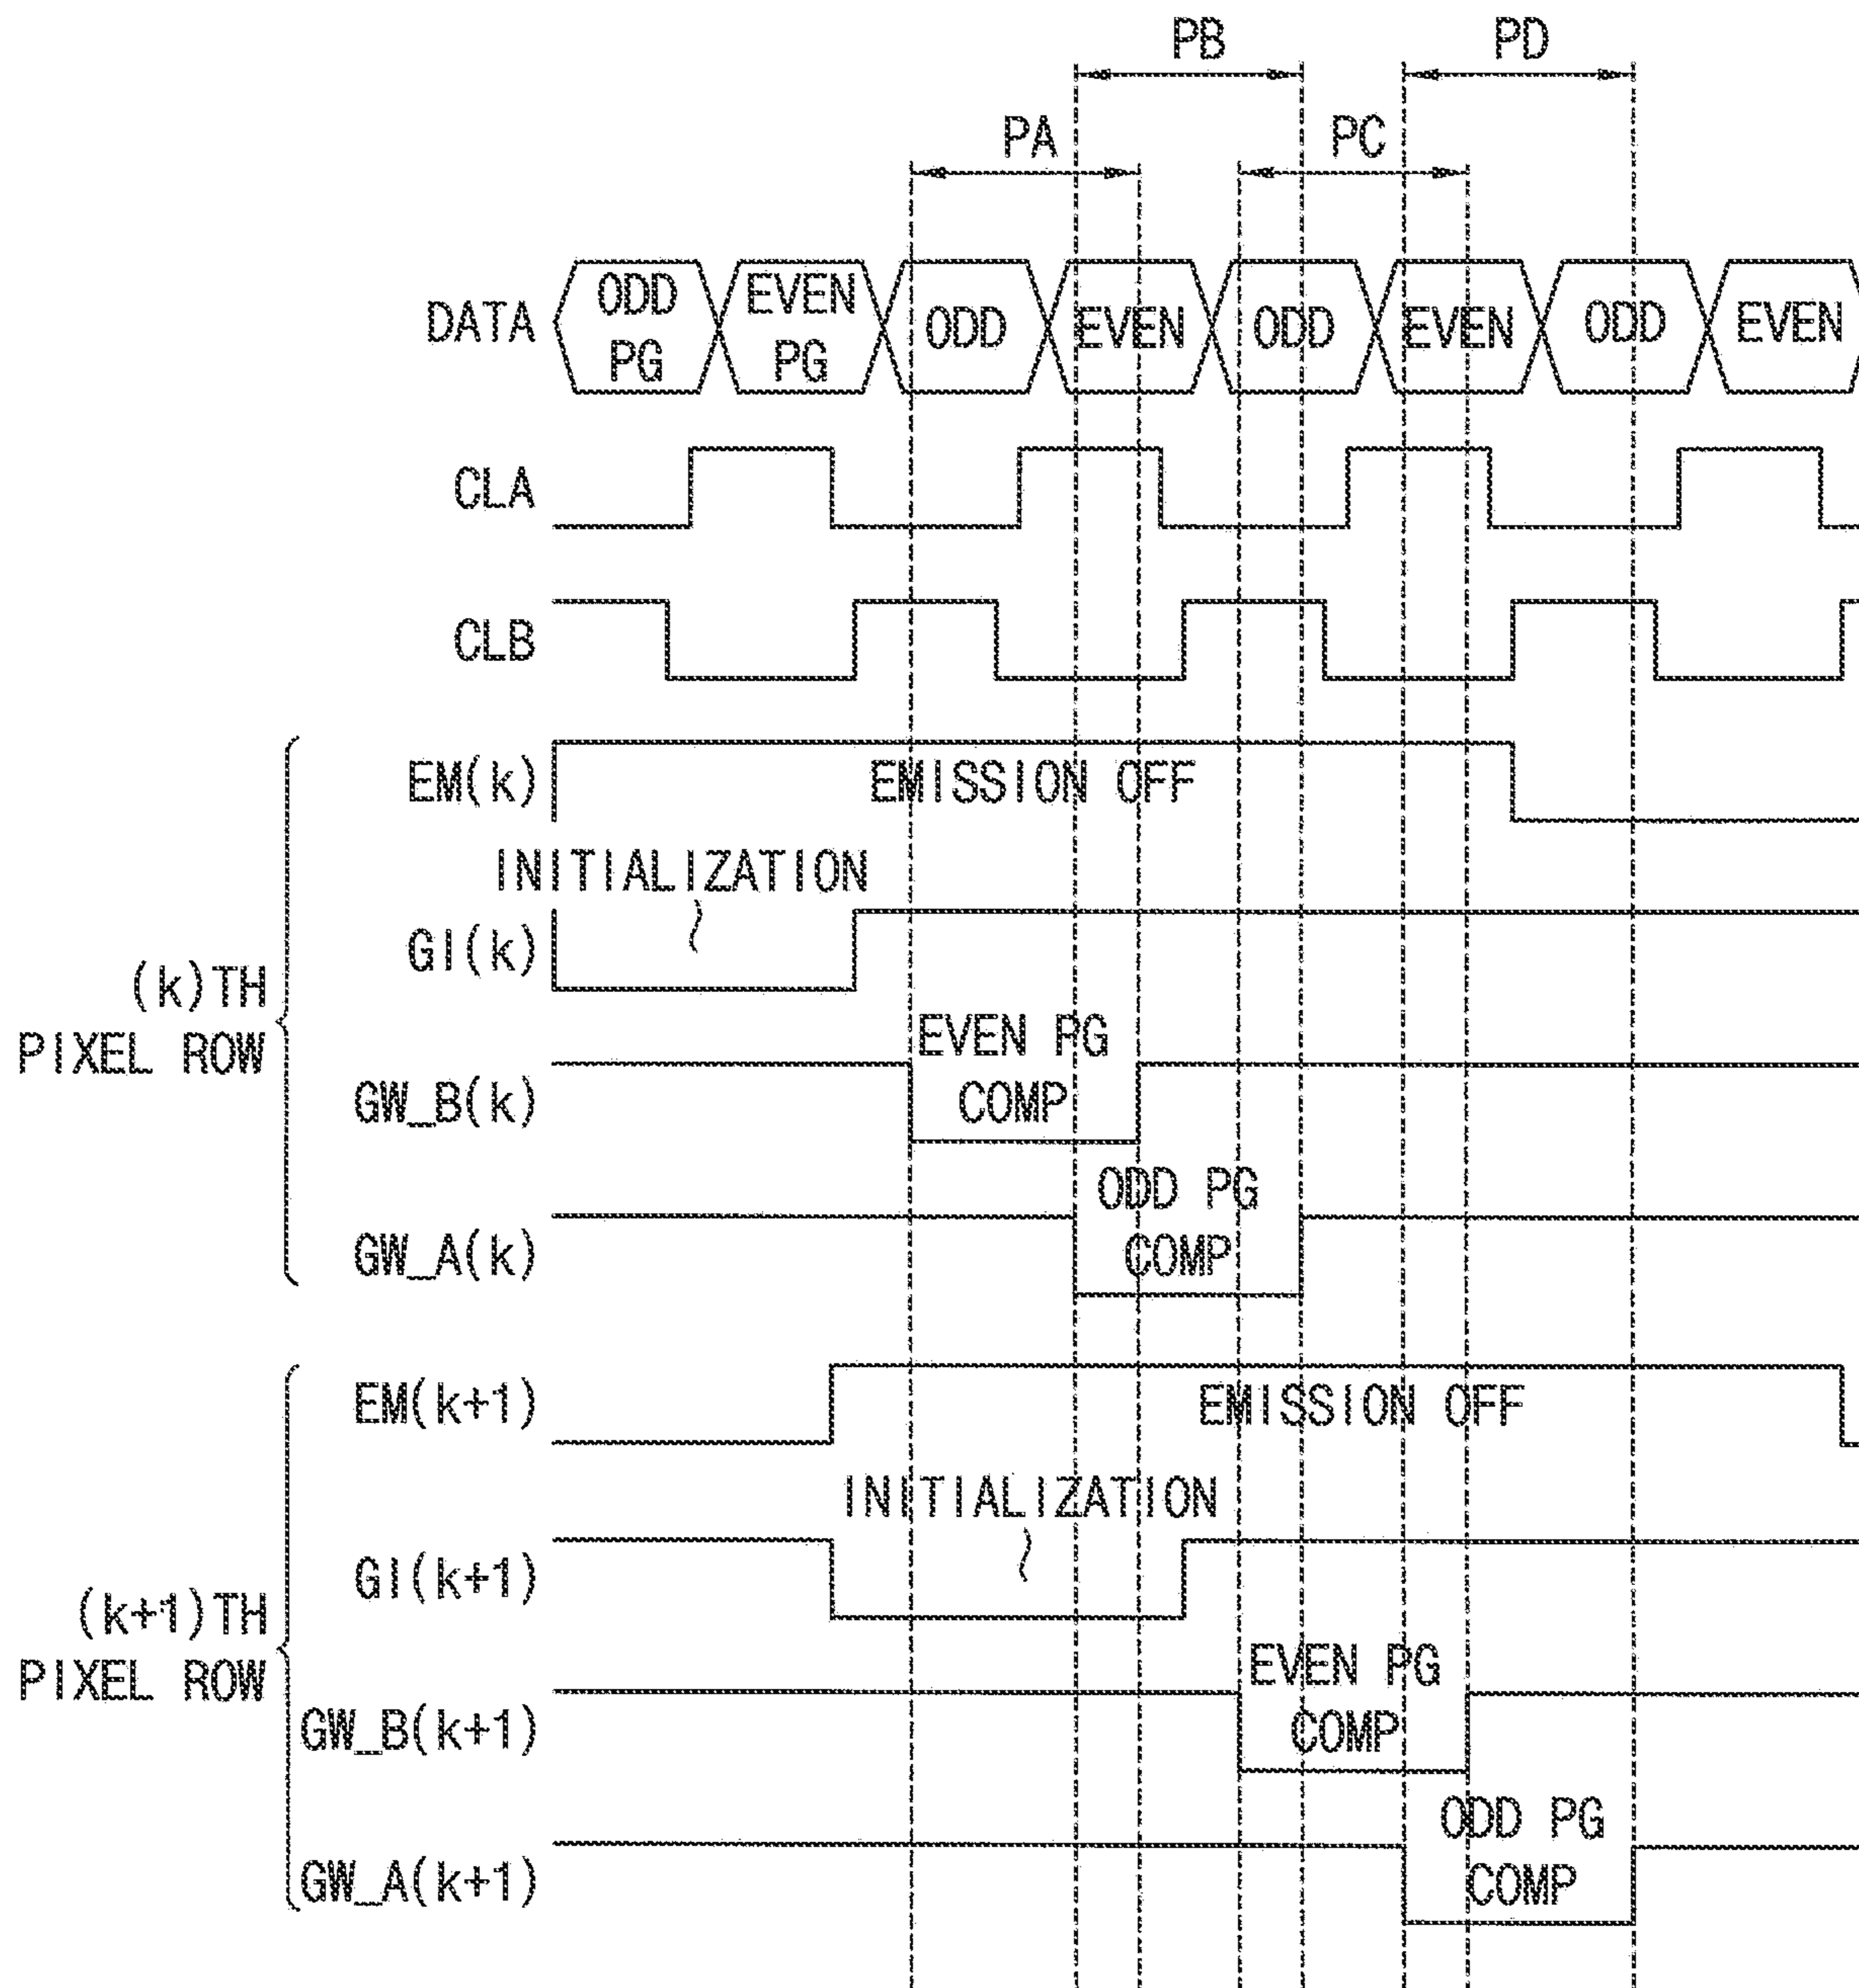 PB PD
PA PC
DATA ODD PG EVEN PG ODD EVEN ODD EVEN ODD EVEN
CLA
CLB
(k)TH PIXEL ROW
EM(k) EMISSION OFF
INITIALIZATION
GI(k)
GW_B(k) EVEN PG COMP
GW_A(k) ODD PG COMP
(k+1)TH PIXEL ROW
EM(k+1) EMISSION OFF
INITIALIZATION
GI(k+1)
GW_B(k+1) EVEN PG COMP
GW_A(k+1) ODD PG COMP